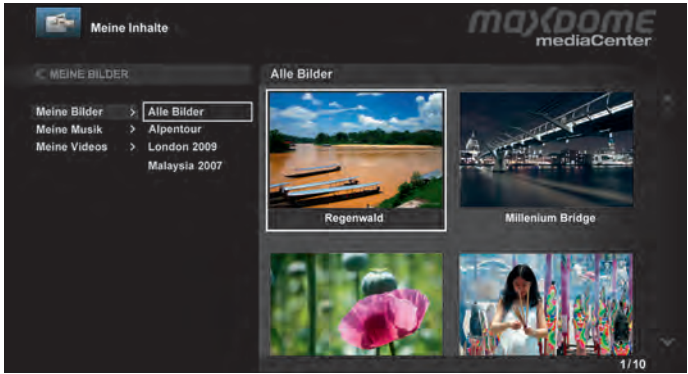 Meine Inhalte
maxdome
mediaCenter
< MEINE BILDER
Alle Bilder
Meine Bilder > Alle Bilder
Meine Musik > Alpentour
Meine Videos > London 2009
Malaysia 2007
Regenwald
Millenium Bridge
1/10